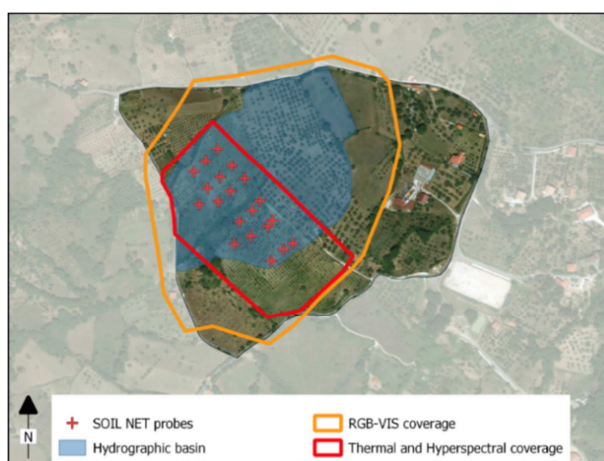 SOIL NET probes
Hydrographic basin
RGB-VIS coverage
Thermal and Hyperspectral coverage
N